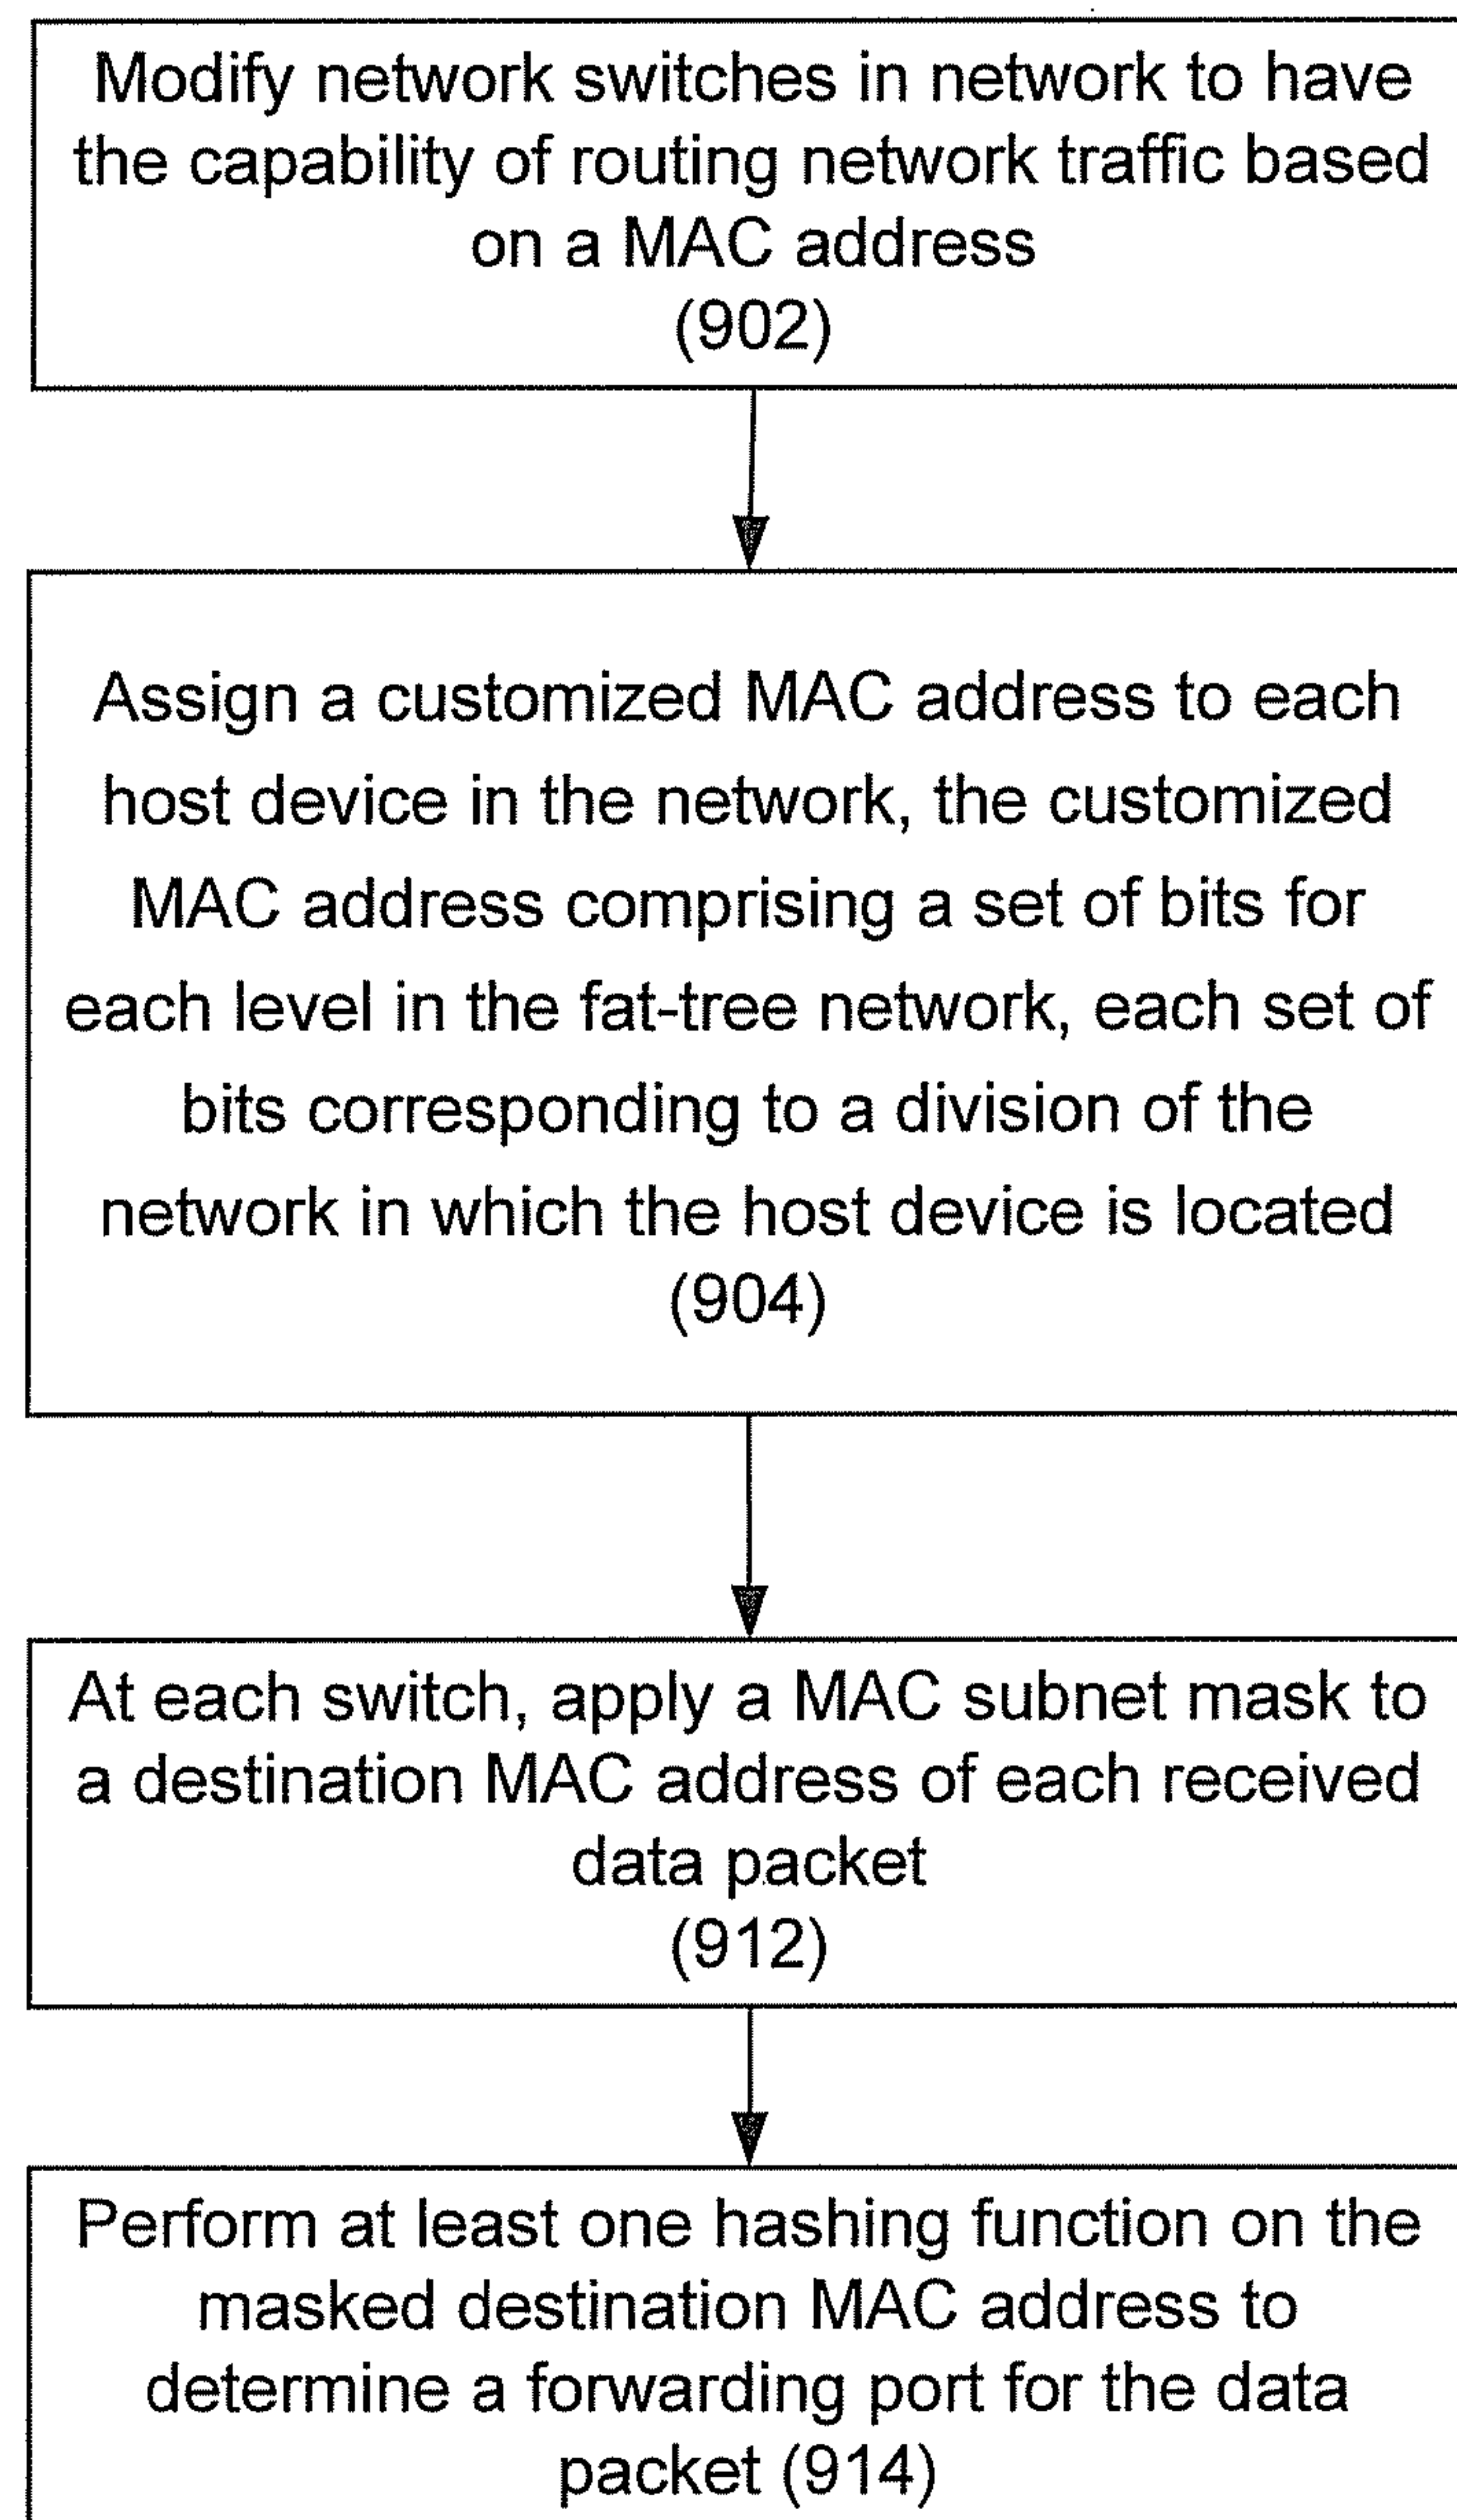 Modify network switches in network to have
the capability of routing network traffic based
on a MAC address
(902)
Assign a customized MAC address to each
host device in the network, the customized
MAC address comprising a set of bits for
each level in the fat-tree network, each set of
bits corresponding to a division of the
network in which the host device is located
(904)
At each switch, apply a MAC subnet mask to
a destination MAC address of each received
data packet
(912)
Perform at least one hashing function on the
masked destination MAC address to
determine a forwarding port for the data
packet (914)